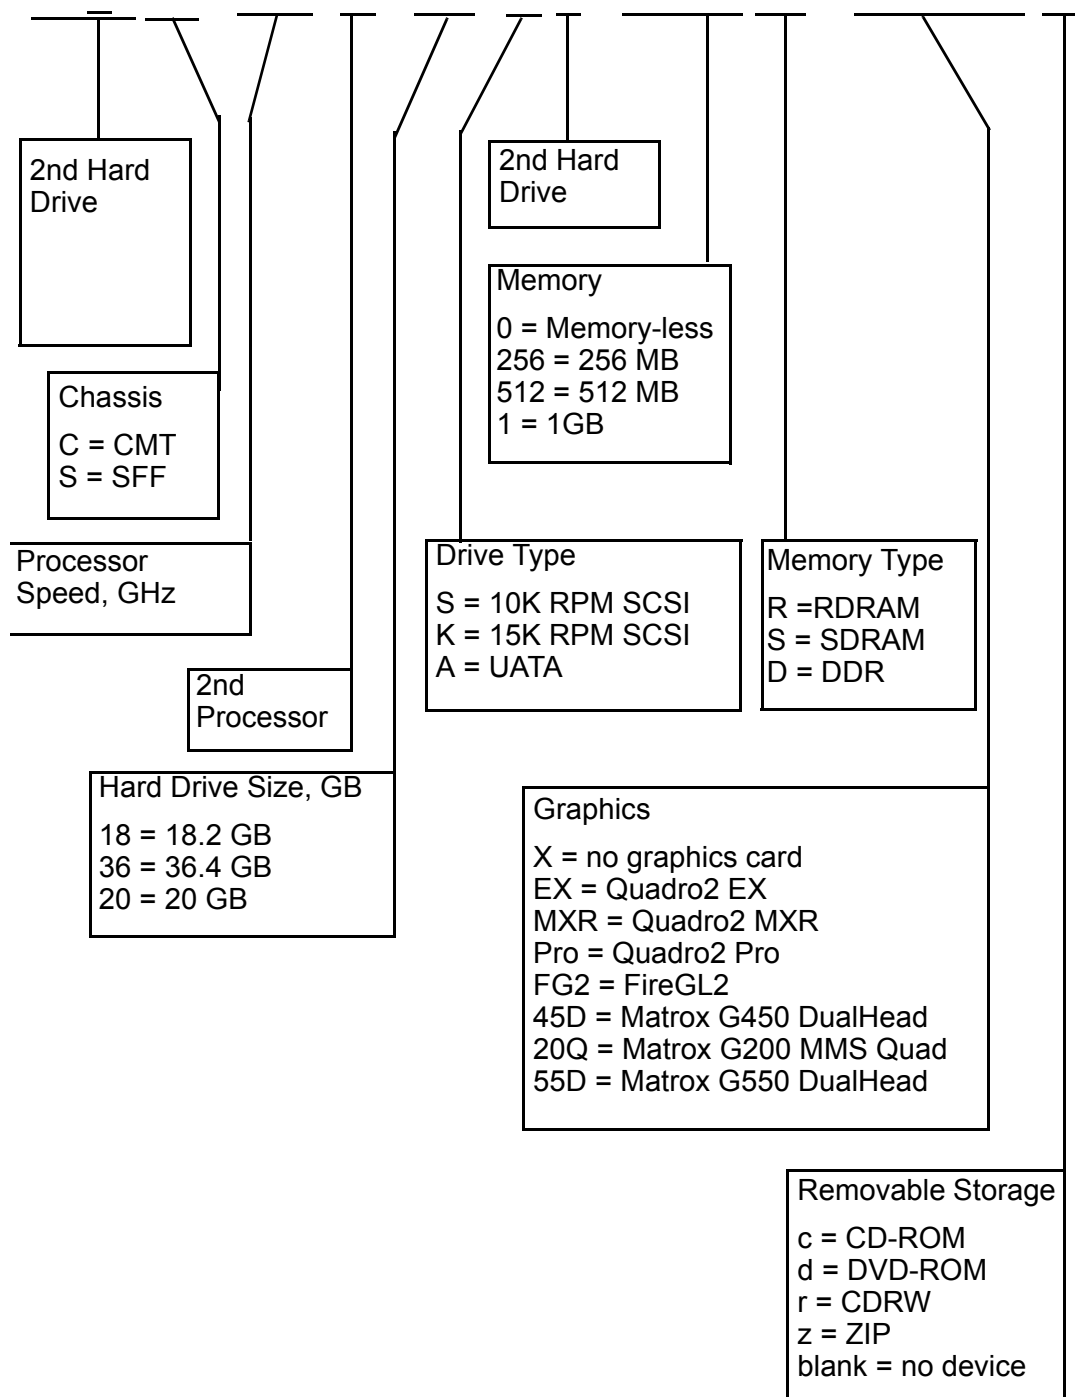 2nd Hard
Drive
2nd Hard
Drive
Memory
0 = Memory-less
256 = 256 MB
512 = 512 MB
1 = 1GB
Chassis
C = CMT
S = SFF
Processor
Speed, GHz
Drive Type
S = 10K RPM SCSI
K = 15K RPM SCSI
A = UATA
Memory Type
R =RDRAM
S = SDRAM
D = DDR
2nd
Processor
Hard Drive Size, GB
18 = 18.2 GB
36 = 36.4 GB
20 = 20 GB
Graphics
X = no graphics card
EX = Quadro2 EX
MXR = Quadro2 MXR
Pro = Quadro2 Pro
FG2 = FireGL2
45D = Matrox G450 DualHead
20Q = Matrox G200 MMS Quad
55D = Matrox G550 DualHead
Removable Storage
c = CD-ROM
d = DVD-ROM
r = CDRW
z = ZIP
blank = no device